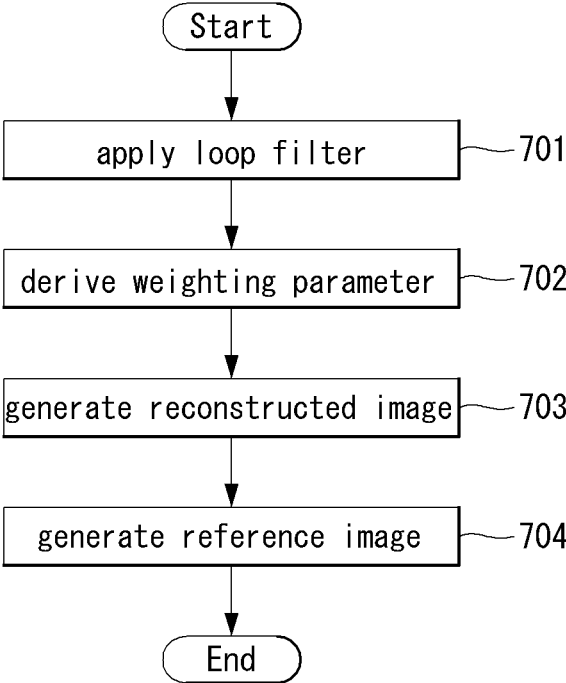 Start
apply loop filter
701
derive weighting parameter
702
generate reconstructed image
703
generate reference image
704
End